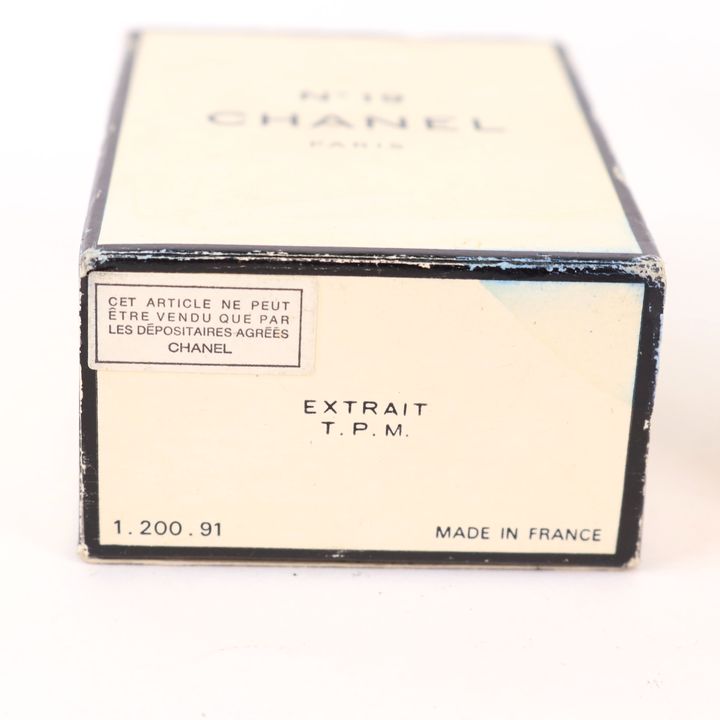 N° 19
CHANEL
PARIS
CET ARTICLE NE PEUT
ÊTRE VENDU QUE PAR
LES DÉPOSITAIRES AGRÉÉS
CHANEL
EXTRAIT
T.P.M.
1.200.91
MADE IN FRANCE